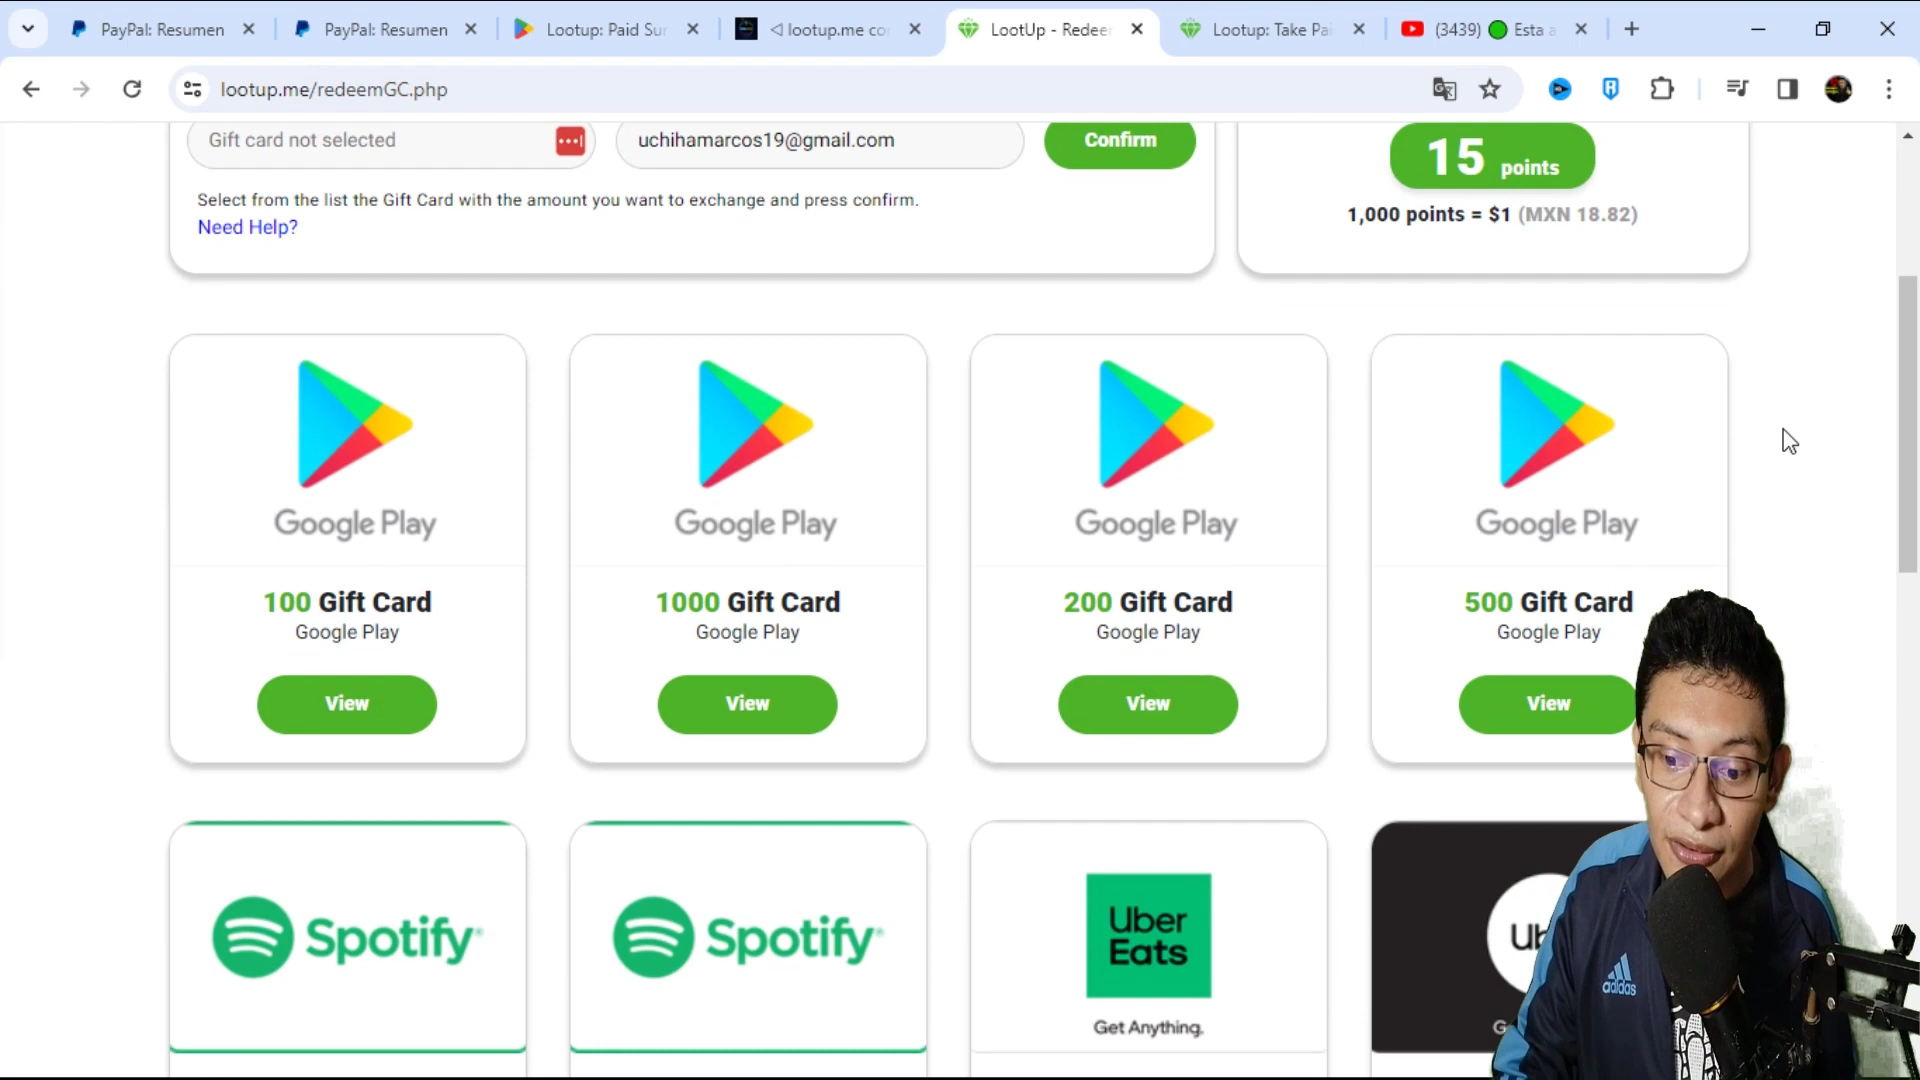 PayPal: Resumen
PayPal: Resumen
Lootup: Paid Sur
lootup.me co
LootUp - Redeem
Lootup: Take Pai
(3439) Esta a
lootup.me/redeemGC.php
Gift card not selected
uchihamarcos19@gmail.com
Confirm
15 points
Select from the list the Gift Card with the amount you want to exchange and press confirm.
1,000 points = $1 (MXN 18.82)
Need Help?
Google Play
Google Play
Google Play
Google Play
100 Gift Card
Google Play
View
1000 Gift Card
Google Play
View
200 Gift Card
Google Play
View
500 Gift Card
Google Play
View
Spotify®
Spotify®
Uber
Eats
Get Anything.
Ub
G
adidas